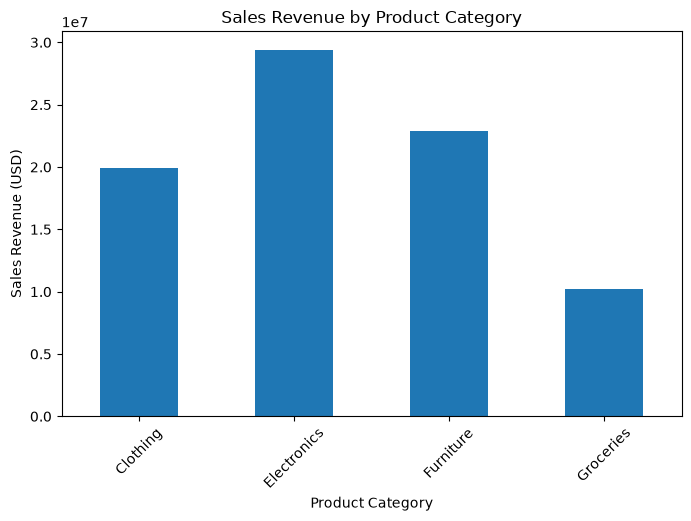 Sales Revenue by Product Category
1e7
3.0
2.5
2.0
1.5
1.0
0.5
0.0
Sales Revenue (USD)
Clothing
Electronics
Furniture
Groceries
Product Category